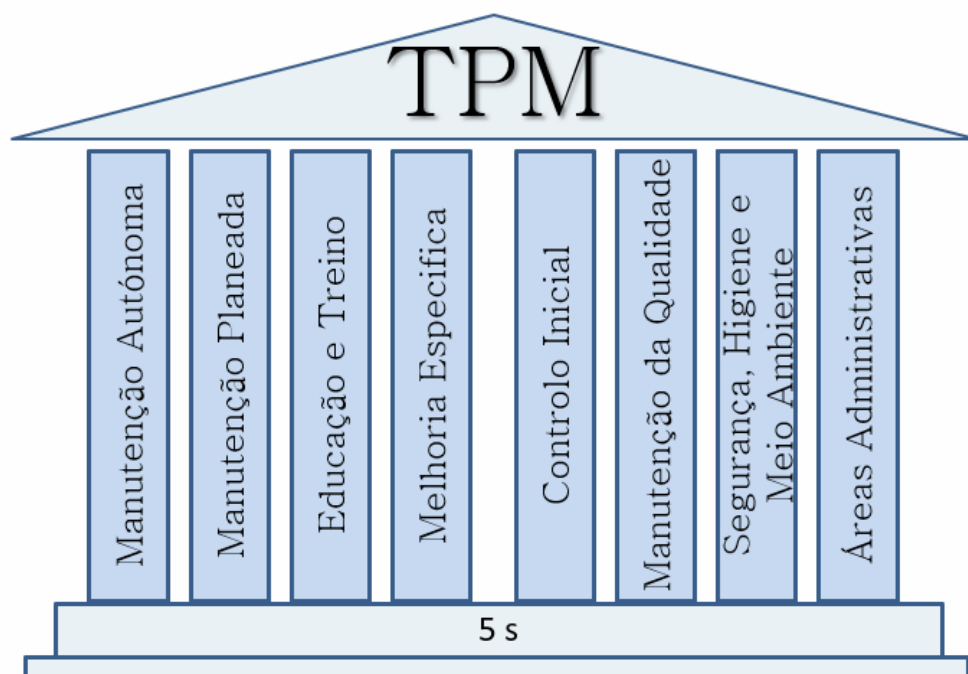 TPM
Manutenção Autónoma
Manutenção Planeada
Educação e Treino
Melhoria Especifica
Controlo Inicial
Manutenção da Qualidade
Segurança, Higiene e
Meio Ambiente
Áreas Administrativas
5 s